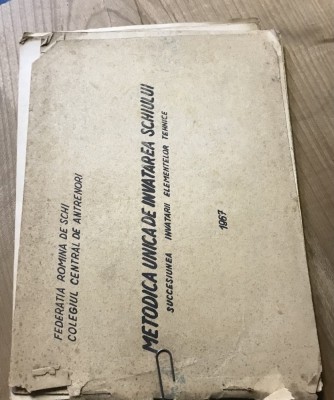 FEDERATIA ROMINA DE SCHI
COLEGIUL CENTRAL DE ANTRENORI
METODICA UNICA DE INVATAREA SCHIULUI
SUCCESIUNEA INVATARII ELEMENTELOR TEHNICE
1967